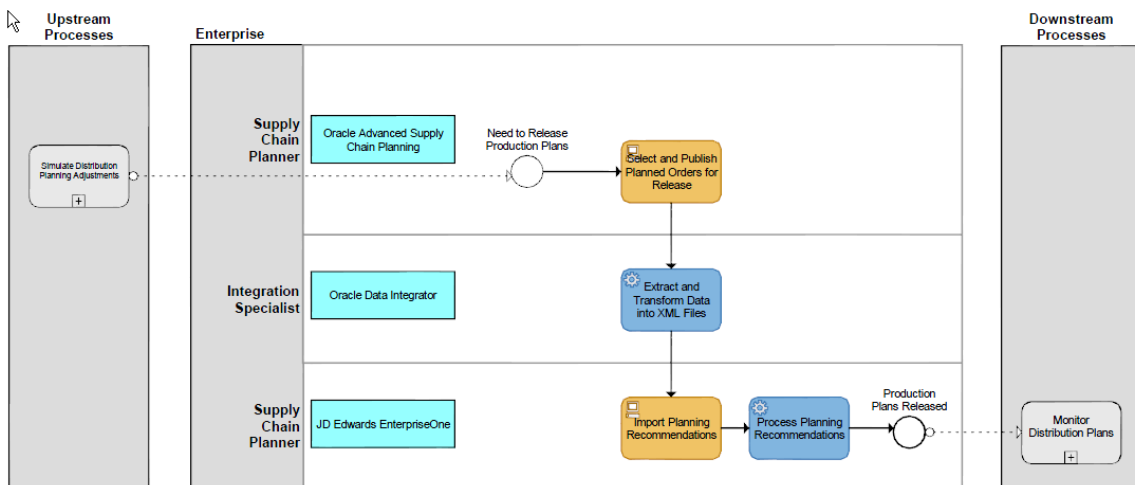 Upstream
Processes
Enterprise
Downstream
Processes
Supply
Chain
Planner
Oracle Advanced Supply
Chain Planning
Need to Release
Production Plans
Select and Publish
Planned Orders for
Release
Simulate Distribution
Planning Adjustments
Integration
Specialist
Oracle Data Integrator
Extract and
Transform Data
into XML Files
Supply
Chain
Planner
JD Edwards EnterpriseOne
Import Planning
Recommendations
Process Planning
Recommendations
Production
Plans Released
Monitor
Distribution Plans